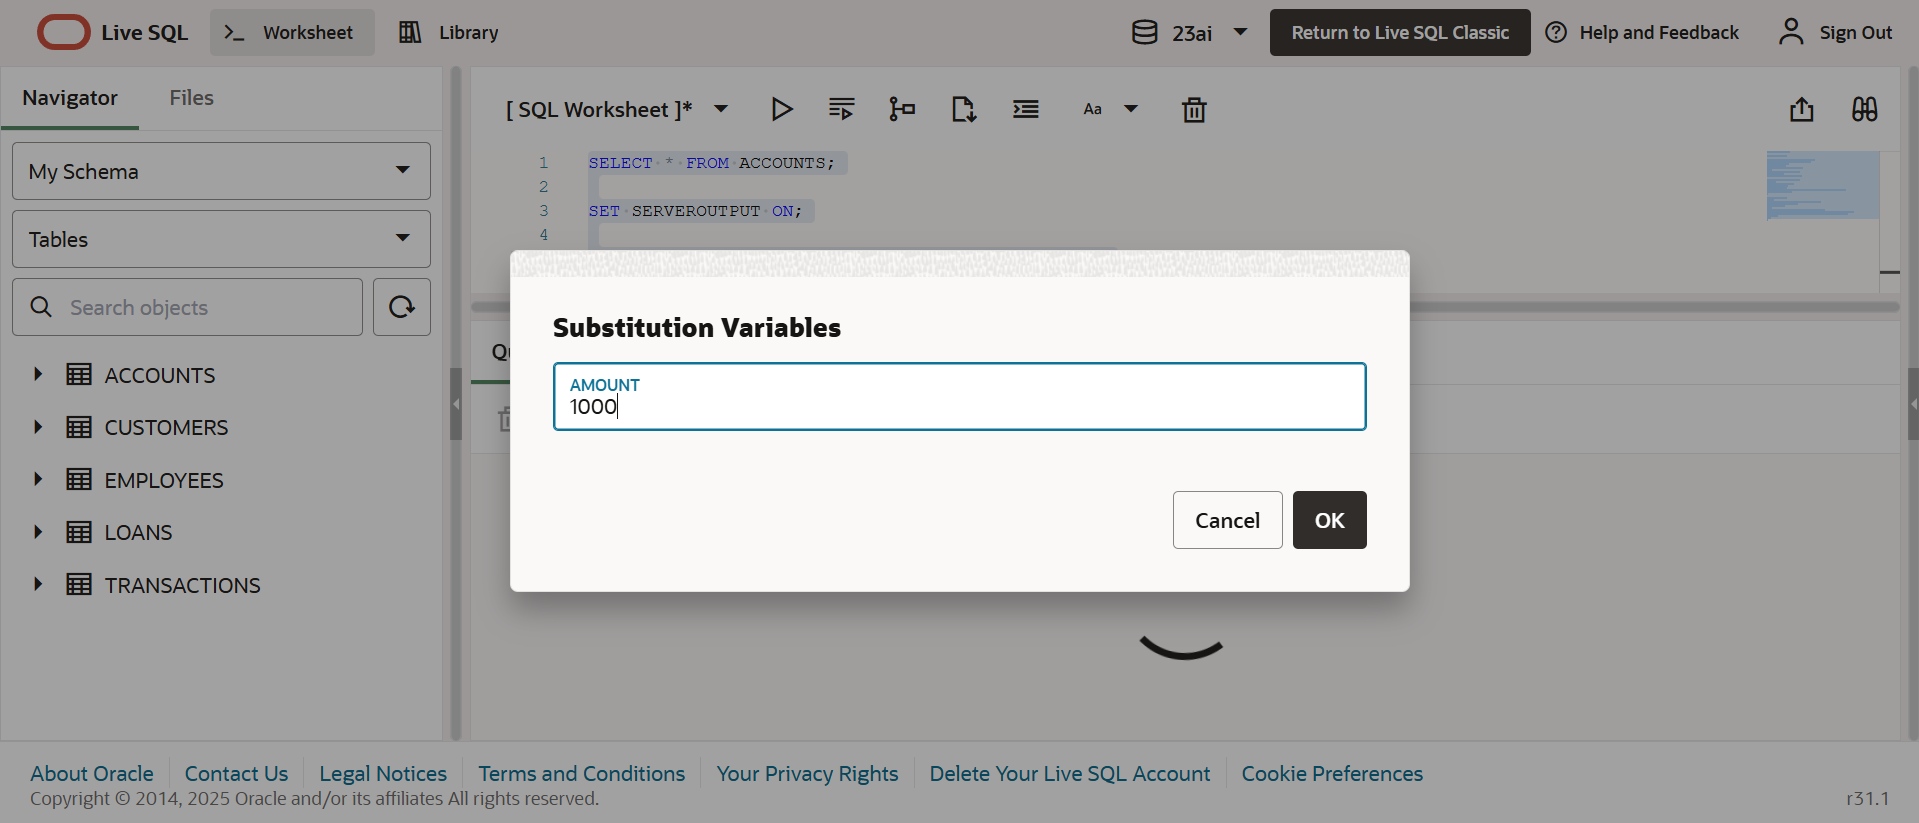 Live SQL
Worksheet
Library
23ai
Return to Live SQL Classic
Help and Feedback
Sign Out
Navigator
Files
My Schema
Tables
Search objects
ACCOUNTS
CUSTOMERS
EMPLOYEES
LOANS
TRANSACTIONS
[ SQL Worksheet ]*
Aa
1 SELECT * FROM ACCOUNTS;
2
3 SET SERVEROUTPUT ON;
4
Substitution Variables
AMOUNT
1000
Cancel
OK
About Oracle
Contact Us
Legal Notices
Terms and Conditions
Your Privacy Rights
Delete Your Live SQL Account
Cookie Preferences
Copyright © 2014, 2025 Oracle and/or its affiliates All rights reserved.
r31.1